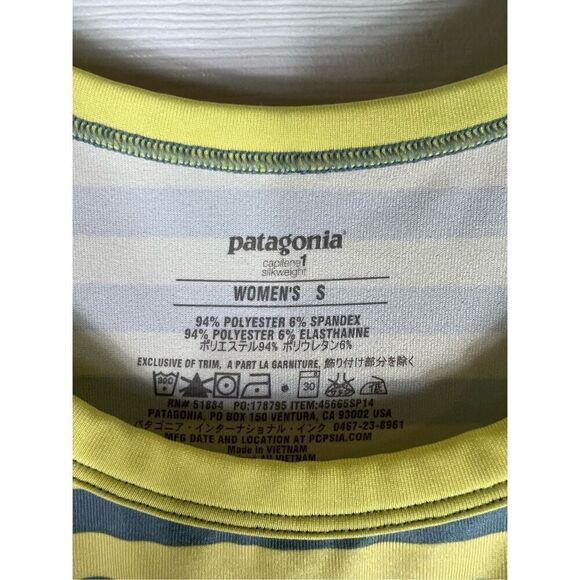 patagonia®
capilene 1
silkweight
WOMEN'S S
94% POLYESTER 6% SPANDEX
94% POLYESTER 6% ELASTHANNE
ポリエステル94% ポリウレタン6%
EXCLUSIVE OF TRIM, A PART LA GARNITURE, 飾り付け部分を除く
30
RN# 51884 PO:178795 ITEM:45665SP14
PATAGONIA, PO BOX 150 VENTURA, CA 93002 USA
パタゴニア・インターナショナル・インク 0467-23-8961
MFG DATE AND LOCATION AT PCPSIA.COM
Made in VIETNAM
VIETNAM